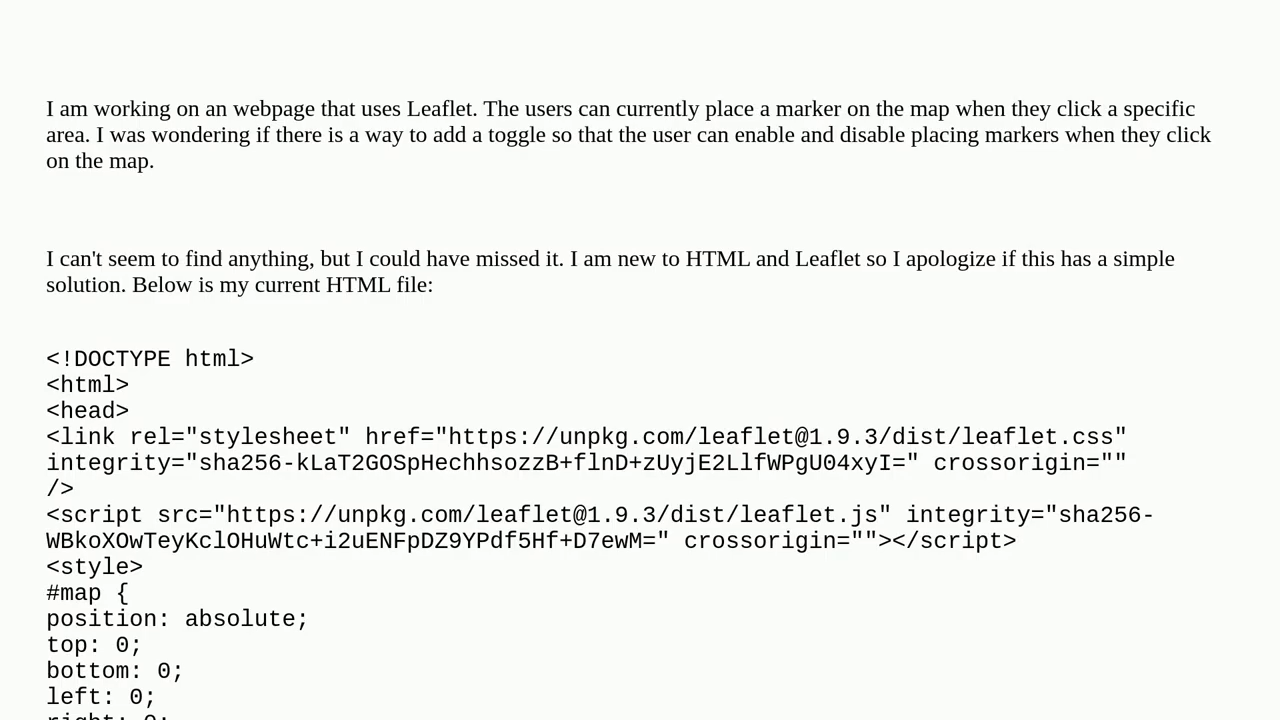 I am working on an webpage that uses Leaflet. The users can currently place a marker on the map when they click a specific
area. I was wondering if there is a way to add a toggle so that the user can enable and disable placing markers when they click
on the map.
I can't seem to find anything, but I could have missed it. I am new to HTML and Leaflet so I apologize if this has a simple
solution. Below is my current HTML file:
<!DOCTYPE html>
<html>
<head>
<link rel="stylesheet" href="https://unpkg.com/leaflet@1.9.3/dist/leaflet.css"
integrity="sha256-kLaT2GOSpHechhsozzB+flnD+zUyjE2LlfWPgU04xyI=" crossorigin=""
/>
<script src="https://unpkg.com/leaflet@1.9.3/dist/leaflet.js" integrity="sha256-
WBkoXOwTeyKclOHuWtc+i2uENFpDZ9YPdf5Hf+D7ewM=" crossorigin=""></script>
<style>
#map {
position: absolute;
top: 0;
bottom: 0;
left: 0;
right: 0;